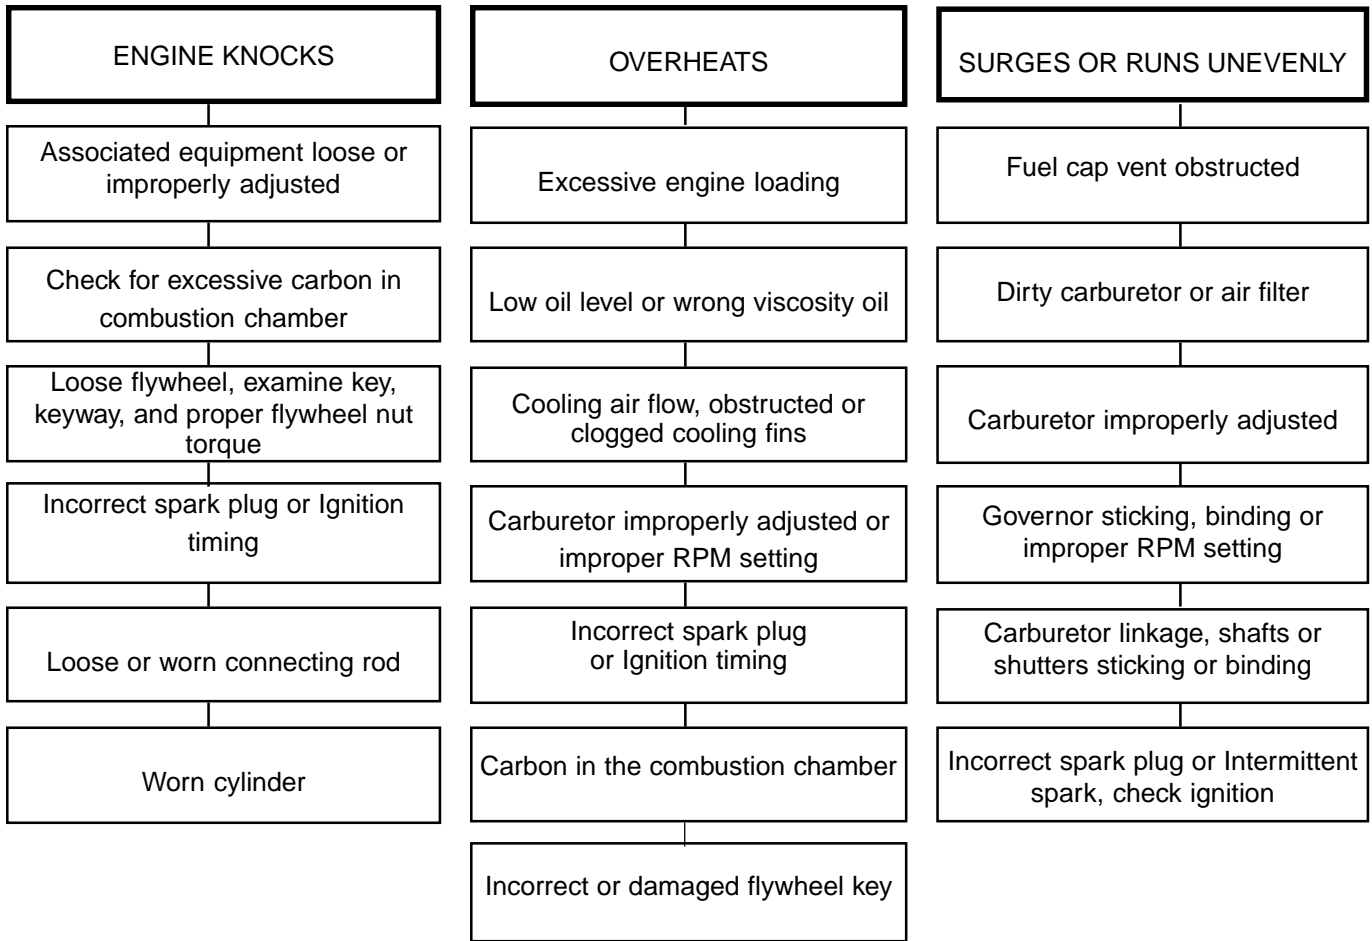 ENGINE KNOCKS
Associated equipment loose or
improperly adjusted
Check for excessive carbon in
combustion chamber
Loose flywheel, examine key,
keyway, and proper flywheel nut
torque
Incorrect spark plug or Ignition
timing
Loose or worn connecting rod
Worn cylinder
OVERHEATS
Excessive engine loading
Low oil level or wrong viscosity oil
Cooling air flow, obstructed or
clogged cooling fins
Carburetor improperly adjusted or
improper RPM setting
Incorrect spark plug
or Ignition timing
Carbon in the combustion chamber
Incorrect or damaged flywheel key
SURGES OR RUNS UNEVENLY
Fuel cap vent obstructed
Dirty carburetor or air filter
Carburetor improperly adjusted
Governor sticking, binding or
improper RPM setting
Carburetor linkage, shafts or
shutters sticking or binding
Incorrect spark plug or Intermittent
spark, check ignition